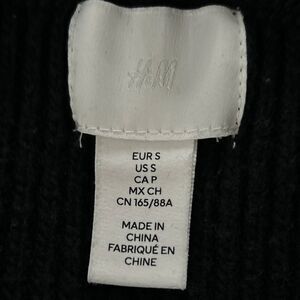 H&M
EUR S
US S
CA P
MX CH
CN 165/88A
MADE IN
CHINA
FABRIQUÉ EN
CHINE